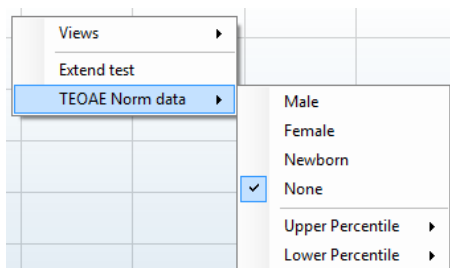 Views
Extend test
TEOAE Norm data
Male
Female
Newborn
None
Upper Percentile
Lower Percentile